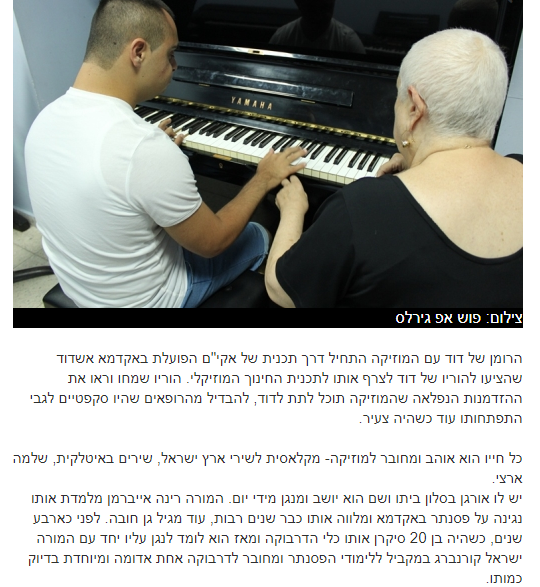 YAMAHA
צילום: פוש אפ גירלס
הרומן של דוד עם המוזיקה התחיל דרך תכנית של אקי"ם הפועלת באקדמא אשדוד
שהציעו להוריו של דוד לצרף אותו לתכנית החינוך המוזיקלי. הוריו שמחו וראו את
ההזדמנות הנפלאה שהמוזיקה תוכל לתת לדוד, להבדיל מהרופאים שהיו סקפטיים לגבי
התפתחותו עוד כשהיה צעיר.
כל חייו הוא אוהב ומחובר למוזיקה- מקלאסית לשירי ארץ ישראל, שירים באיטלקית, שלמה
ארצי.
יש לו אורגן בסלון ביתו ושם הוא יושב ומנגן מידי יום. המורה רינה אייברמן מלמדת אותו
נגינה על פסנתר באקדמא ומלווה אותו כבר שנים רבות, עוד מגיל גן חובה. לפני כארבע
שנים, כשהיה בן 20 סיקרן אותו כלי הדרבוקה ומאז הוא לומד לנגן עליו יחד עם המורה
ישראל קורנברג במקביל ללימודי הפסנתר ומחובר לדרבוקה אחת אדומה ומיוחדת בדיוק
כמותו.